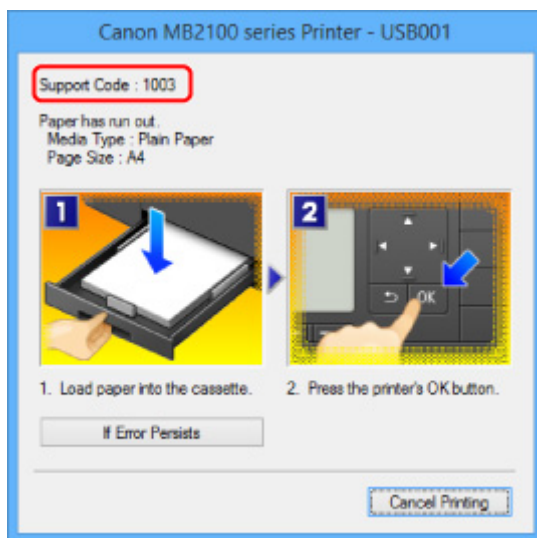 Canon MB2100 series Printer - USB001
Support Code : 1003
Paper has run out.
Media Type : Plain Paper
Page Size : A4
1
2
OK
1. Load paper into the cassette.
2. Press the printer's OK button.
If Error Persists
Cancel Printing